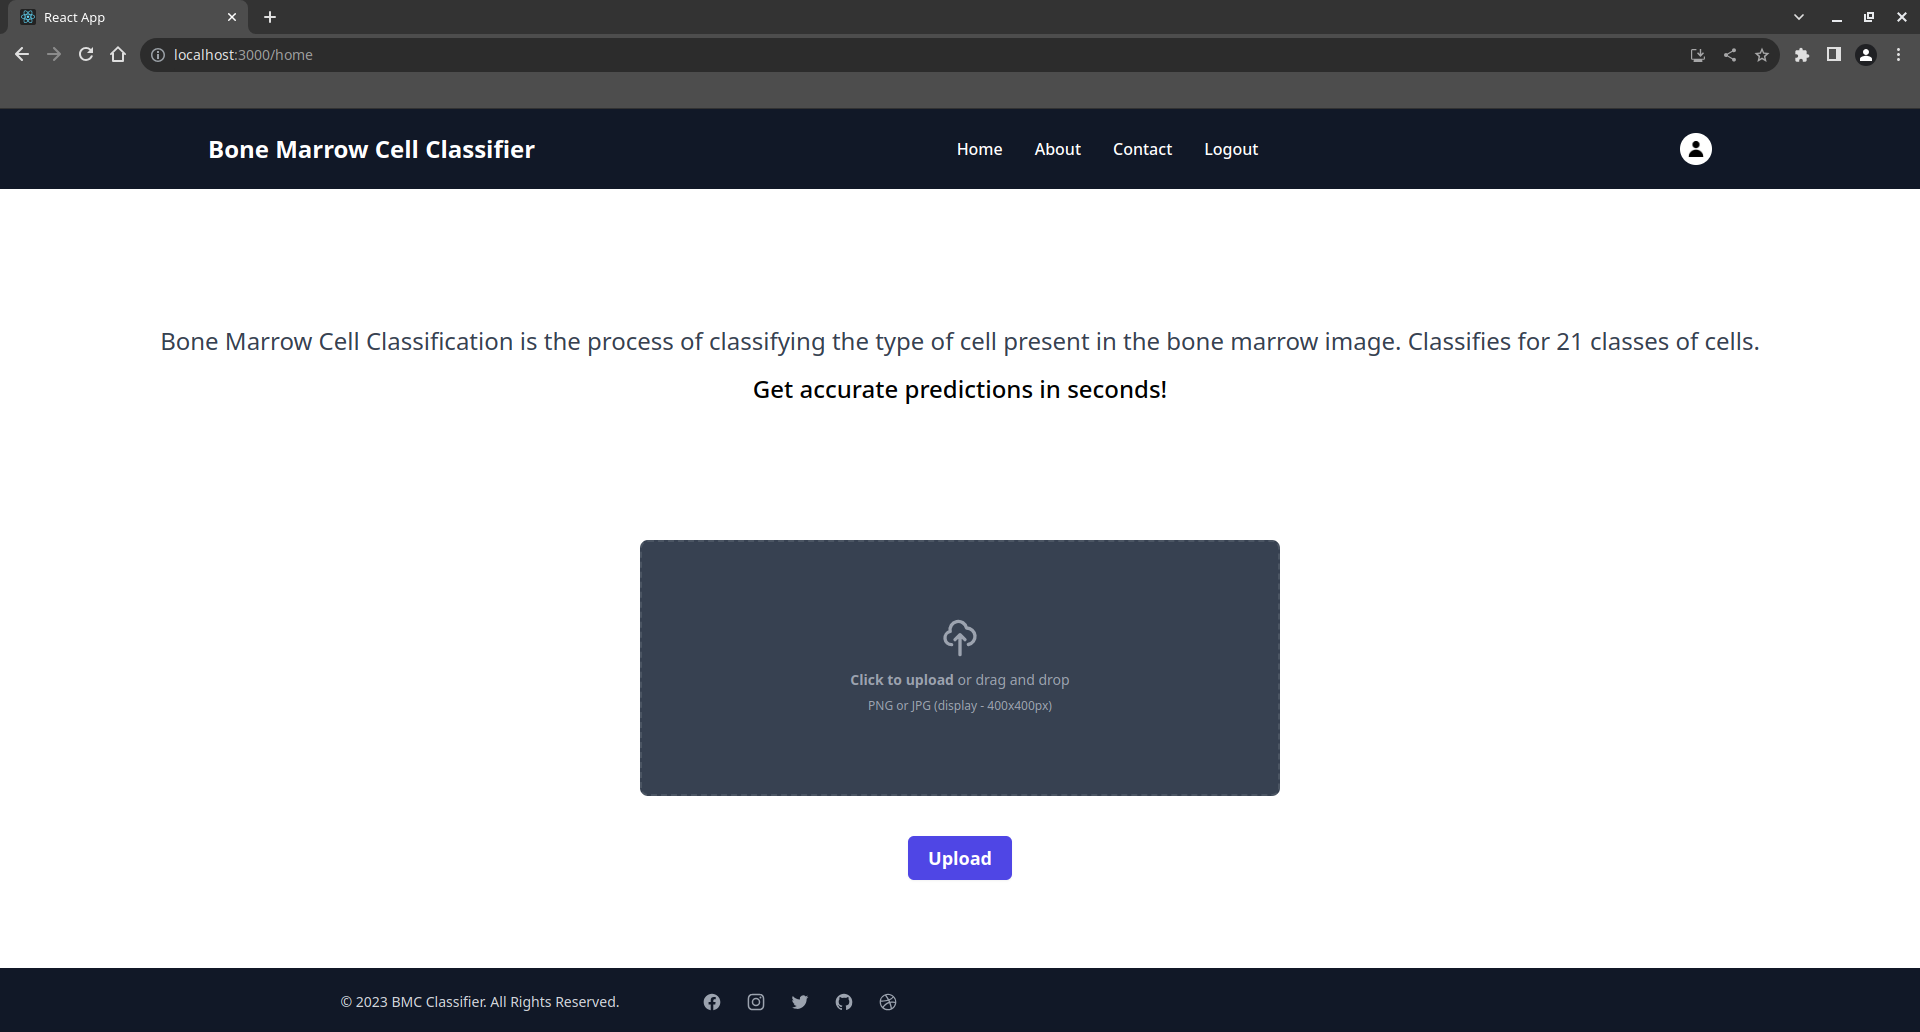 React App
localhost:3000/home
Bone Marrow Cell Classifier
Home About Contact Logout
Bone Marrow Cell Classification is the process of classifying the type of cell present in the bone marrow image. Classifies for 21 classes of cells.
Get accurate predictions in seconds!
Click to upload or drag and drop
PNG or JPG (display - 400x400px)
Upload
© 2023 BMC Classifier. All Rights Reserved.